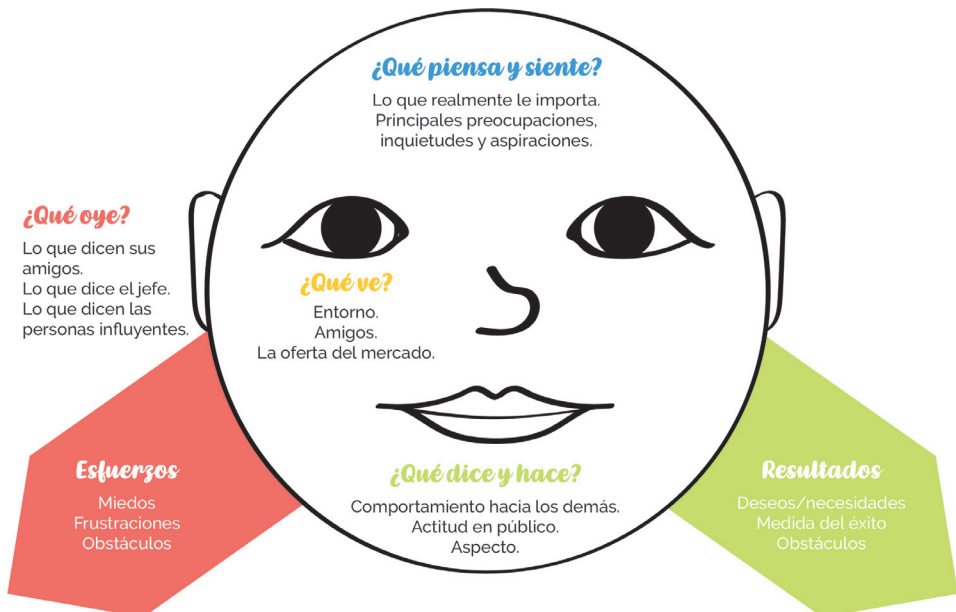 ¿Qué piensa y siente?
Lo que realmente le importa.
Principales preocupaciones,
inquietudes y aspiraciones.
¿Qué oye?
Lo que dicen sus
amigos.
Lo que dice el jefe.
Lo que dicen las
personas influyentes.
¿Qué ve?
Entorno.
Amigos.
La oferta del mercado.
¿Qué dice y hace?
Comportamiento hacia los demás.
Actitud en público.
Aspecto.
Esfuerzos
Miedos
Frustraciones
Obstáculos
Resultados
Deseos/necesidades
Medida del éxito
Obstáculos